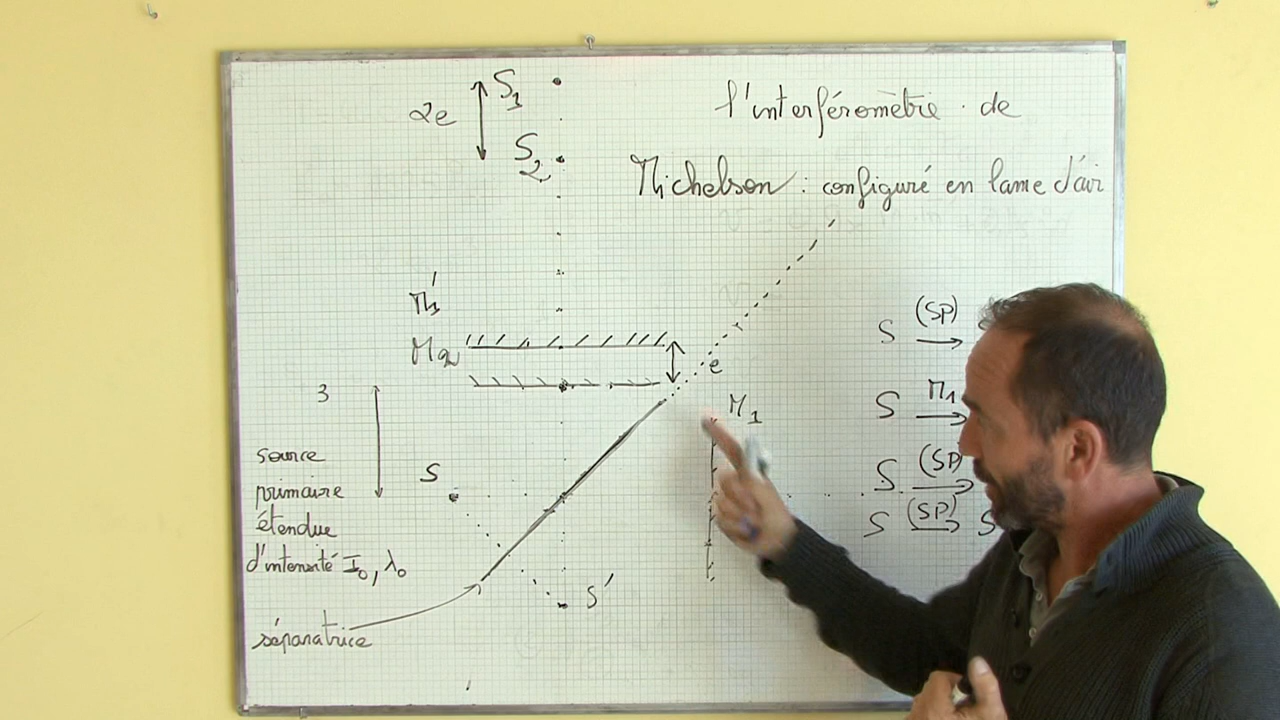 l'interféromètre de
Michelson : configuré en lame d'air
2e
S1
S2
M'1
M2
e
3
M1
S
S'
source
primaire
étendue
d'intensité I0, λ0
séparatrice
S (SP)
S M1
S (SP)
S (SP) S